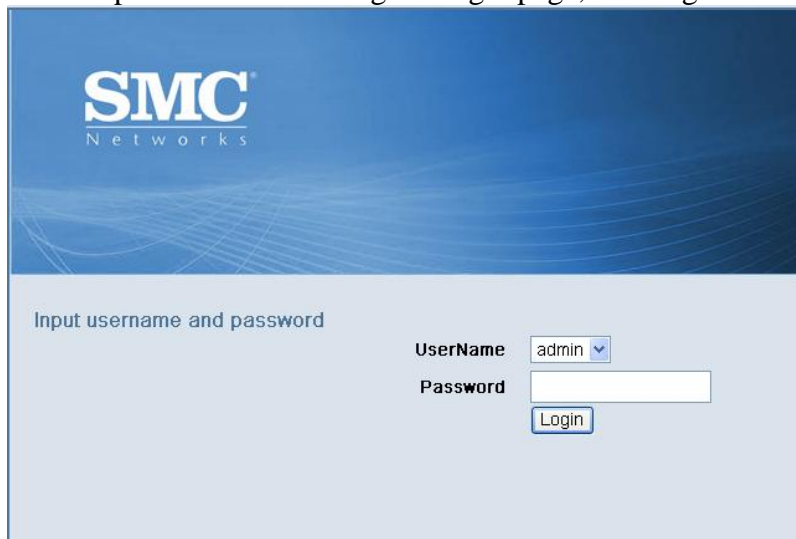 SMC®
Networks
Input username and password
UserName admin
Password
Login